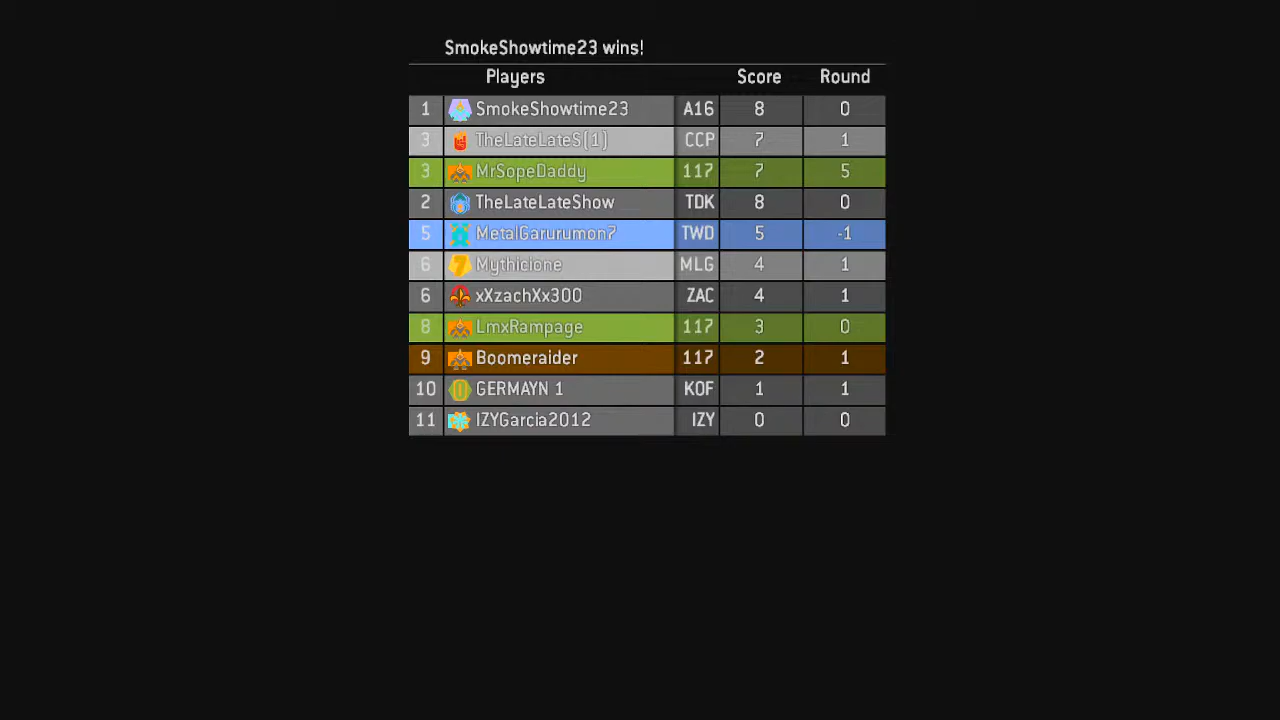 SmokeShowtime23 wins!
Players Score Round
1 SmokeShowtime23 A16 8 0
3 TheLateLateS(1) CCP 7 1
3 MrSopeDaddy 117 7 5
2 TheLateLateShow TDK 8 0
5 MetalGarurumon7 TWD 5 -1
6 Mythicione MLG 4 1
6 xXzachXx300 ZAC 4 1
8 LmxRampage 117 3 0
9 Boomeraider 117 2 1
10 GERMAYN 1 KOF 1 1
11 IZYGarcia2012 IZY 0 0